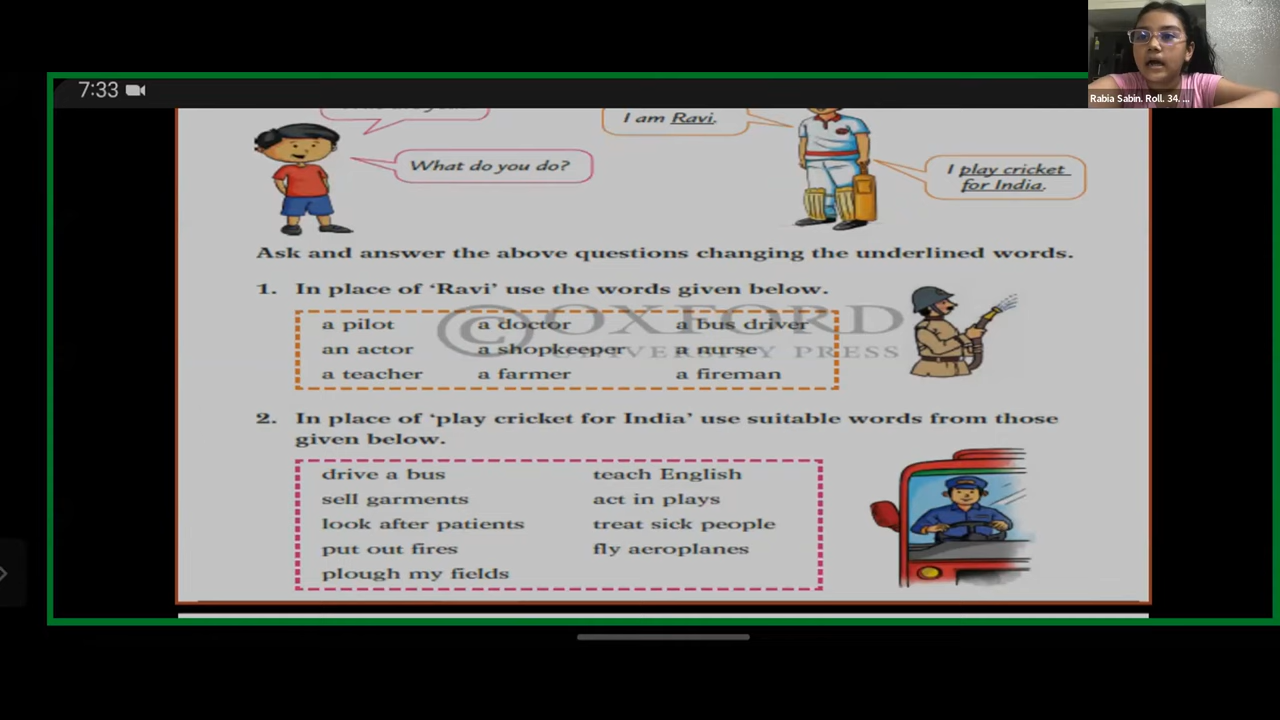 7:33
Rabia Sabin. Roll. 34. ...
I am Ravi.
What do you do?
I play cricket
for India.
Ask and answer the above questions changing the underlined words.
1. In place of 'Ravi' use the words given below.
a pilot a doctor a bus driver
an actor a shopkeeper a nurse
a teacher a farmer a fireman
© OXFORD
UNIVERSITY PRESS
2. In place of 'play cricket for India' use suitable words from those
given below.
drive a bus teach English
sell garments act in plays
look after patients treat sick people
put out fires fly aeroplanes
plough my fields